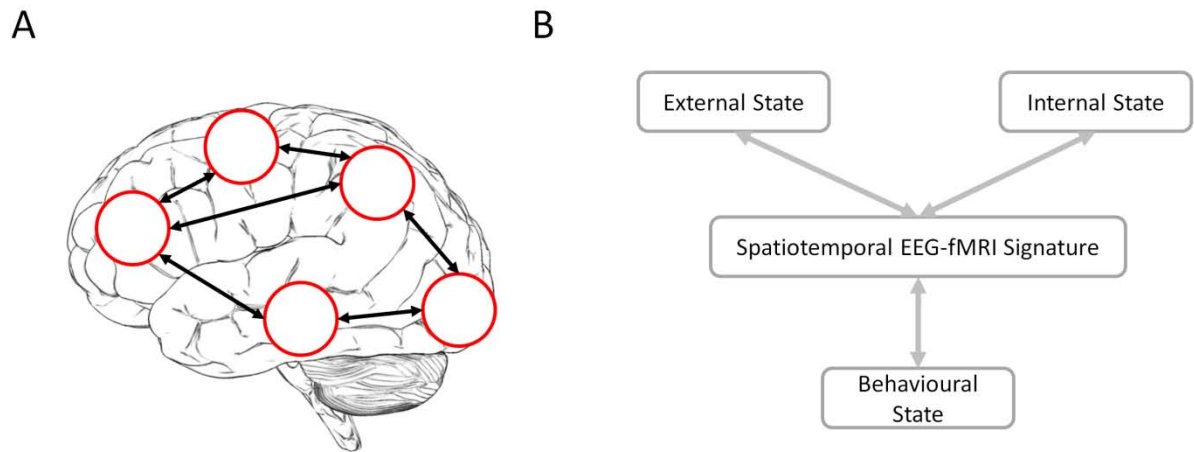 A
B
External State
Internal State
Spatiotemporal EEG-fMRI Signature
Behavioural
State